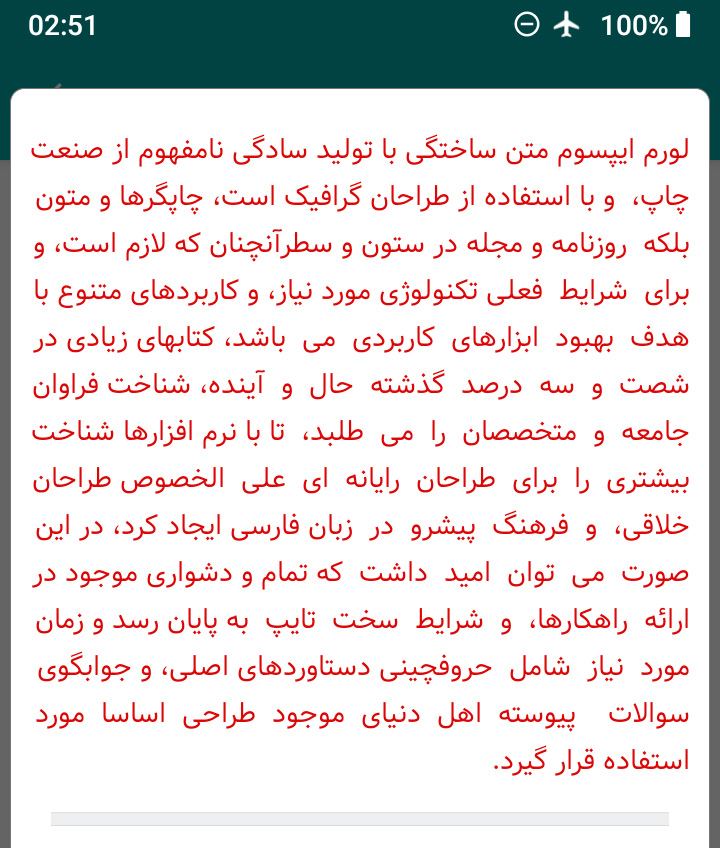 02:51 100%
لورم ایپسوم متن ساختگی با تولید سادگی نامفهوم از صنعت
چاپ، و با استفاده از طراحان گرافیک است، چاپگرها و متون
بلکه روزنامه و مجله در ستون و سطرآنچنان که لازم است، و
برای شرایط فعلی تکنولوژی مورد نیاز، و کاربردهای متنوع با
هدف بهبود ابزارهای کاربردی می باشد، کتابهای زیادی در
شصت و سه درصد گذشته حال و آینده، شناخت فراوان
جامعه و متخصصان را می طلبد، تا با نرم افزارها شناخت
بیشتری را برای طراحان رایانه ای علی الخصوص طراحان
خلاقی، و فرهنگ پیشرو در زبان فارسی ایجاد کرد، در این
صورت می توان امید داشت که تمام و دشواری موجود در
ارائه راهکارها، و شرایط سخت تایپ به پایان رسد و زمان
مورد نیاز شامل حروفچینی دستاوردهای اصلی، و جوابگوی
سوالات پیوسته اهل دنیای موجود طراحی اساسا مورد
استفاده قرار گیرد.